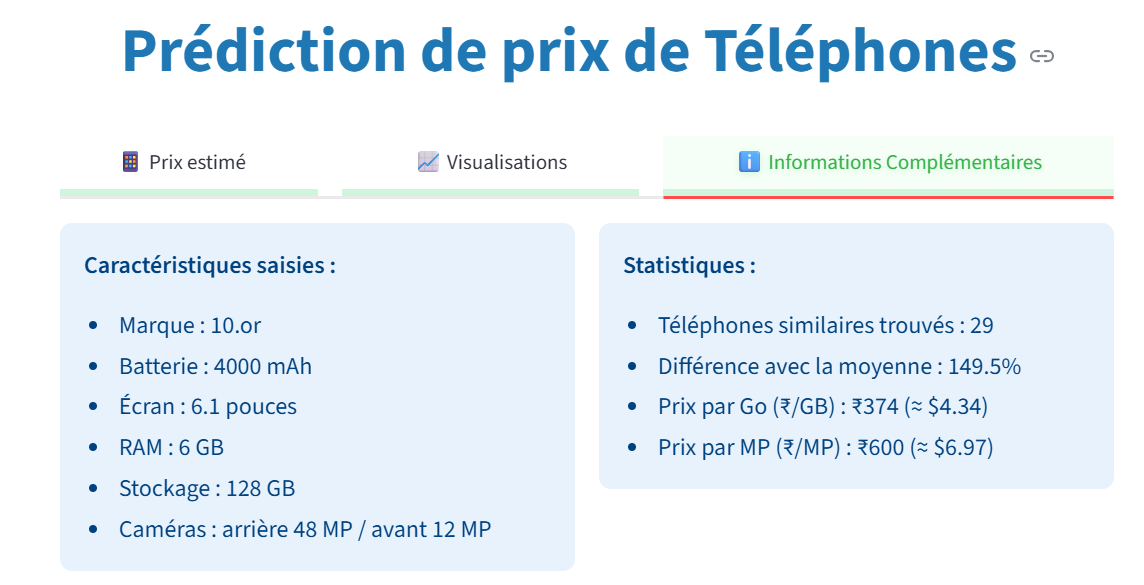 Prédiction de prix de Téléphones
Prix estimé
Visualisations
Informations Complémentaires
Caractéristiques saisies :
Marque : 10.or
Batterie : 4000 mAh
Écran : 6.1 pouces
RAM : 6 GB
Stockage : 128 GB
Caméras : arrière 48 MP / avant 12 MP
Statistiques :
Téléphones similaires trouvés : 29
Différence avec la moyenne : 149.5%
Prix par Go (₹/GB) : ₹374 (≈ $4.34)
Prix par MP (₹/MP) : ₹600 (≈ $6.97)